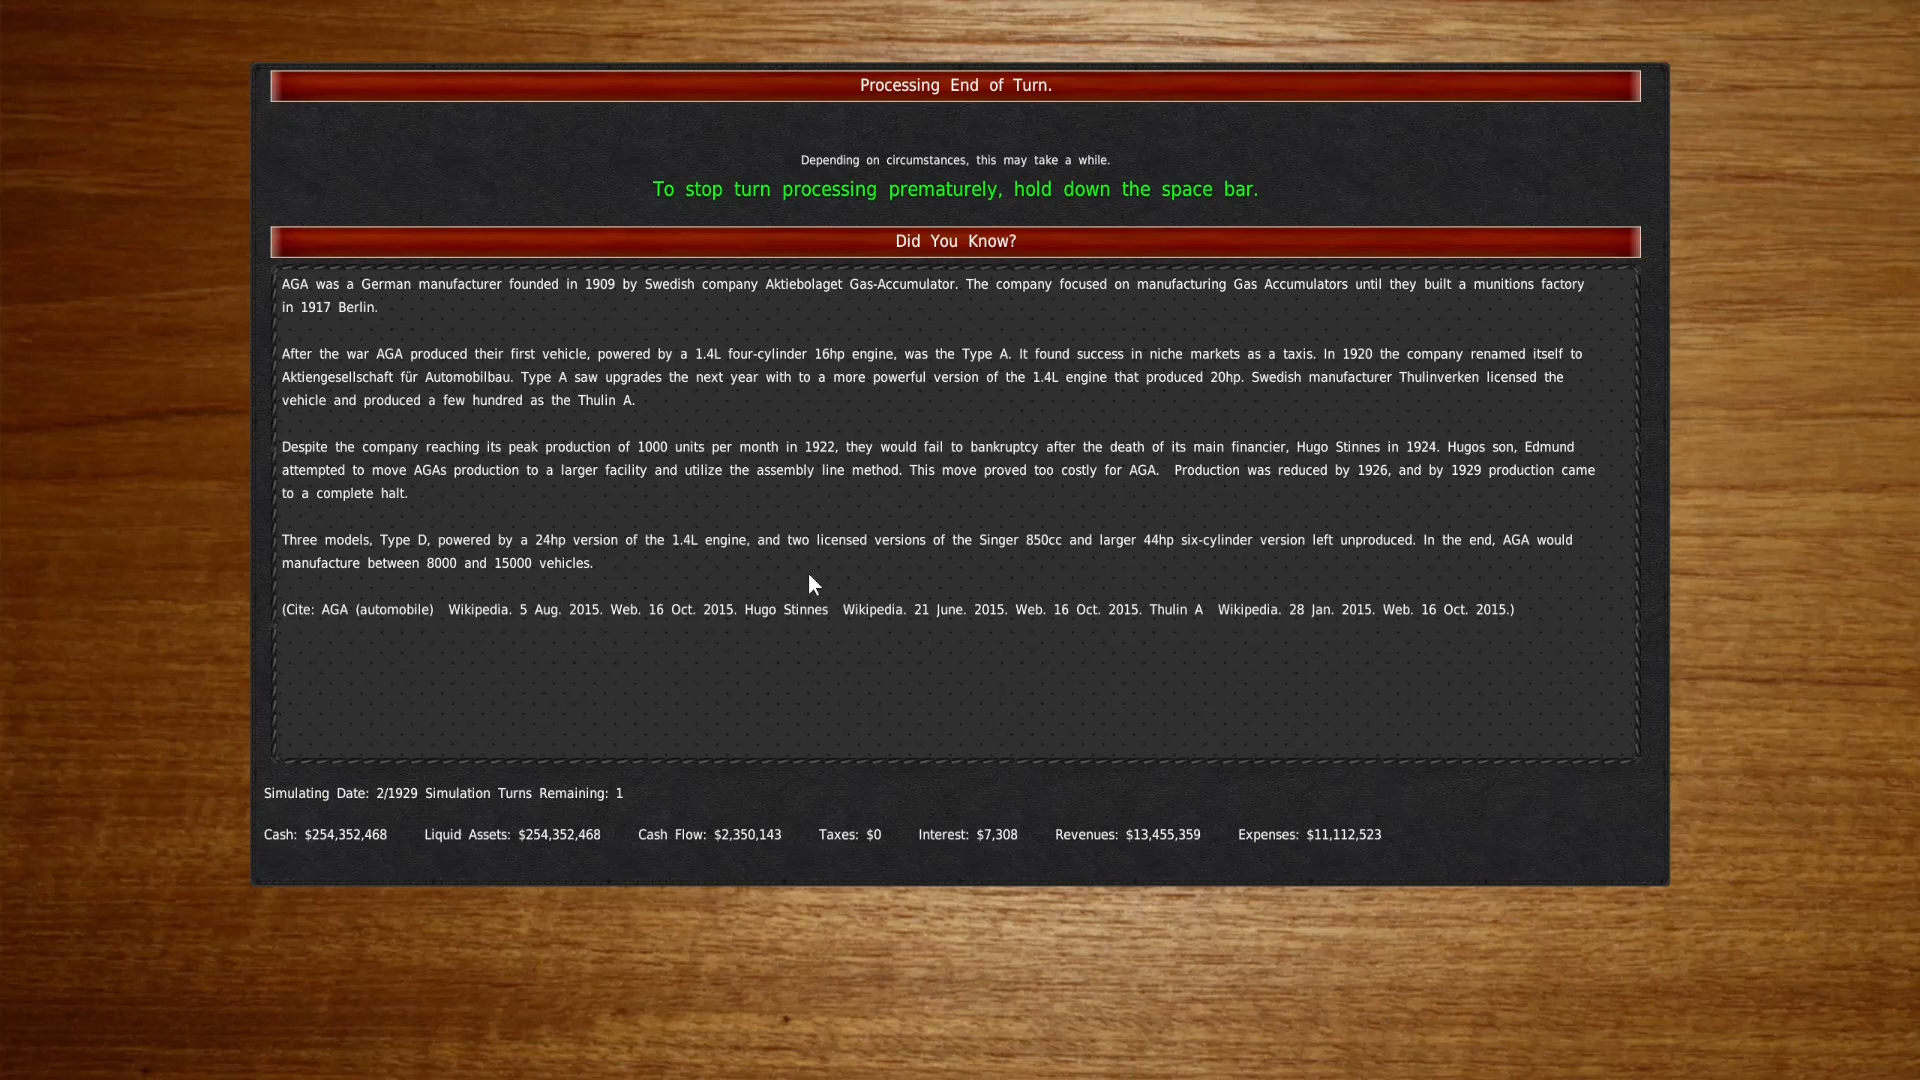 Processing End of Turn.
Depending on circumstances, this may take a while.
To stop turn processing prematurely, hold down the space bar.
Did You Know?
AGA was a German manufacturer founded in 1909 by Swedish company Aktiebolaget Gas-Accumulator. The company focused on manufacturing Gas Accumulators until they built a munitions factory
in 1917 Berlin.
After the war AGA produced their first vehicle, powered by a 1.4L four-cylinder 16hp engine, was the Type A. It found success in niche markets as a taxis. In 1920 the company renamed itself to
Aktiengesellschaft für Automobilbau. Type A saw upgrades the next year with to a more powerful version of the 1.4L engine that produced 20hp. Swedish manufacturer Thulinverken licensed the
vehicle and produced a few hundred as the Thulin A.
Despite the company reaching its peak production of 1000 units per month in 1922, they would fail to bankruptcy after the death of its main financier, Hugo Stinnes in 1924. Hugos son, Edmund
attempted to move AGAs production to a larger facility and utilize the assembly line method. This move proved too costly for AGA. Production was reduced by 1926, and by 1929 production came
to a complete halt.
Three models, Type D, powered by a 24hp version of the 1.4L engine, and two licensed versions of the Singer 850cc and larger 44hp six-cylinder version left unproduced. In the end, AGA would
manufacture between 8000 and 15000 vehicles.
(Cite: AGA (automobile) Wikipedia. 5 Aug. 2015. Web. 16 Oct. 2015. Hugo Stinnes Wikipedia. 21 June. 2015. Web. 16 Oct. 2015. Thulin A Wikipedia. 28 Jan. 2015. Web. 16 Oct. 2015.)
Simulating Date: 2/1929 Simulation Turns Remaining: 1
Cash: $254,352,468 Liquid Assets: $254,352,468 Cash Flow: $2,350,143 Taxes: $0 Interest: $7,308 Revenues: $13,455,359 Expenses: $11,112,523